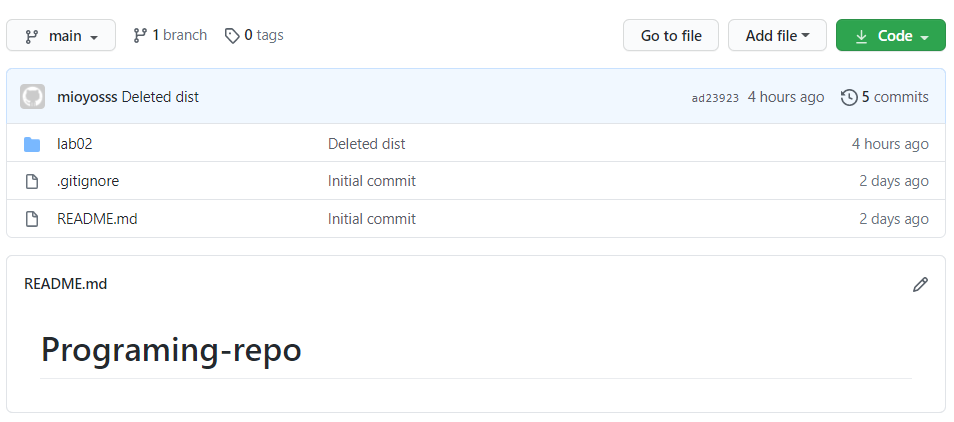 main 1 branch 0 tags Go to file Add file Code
mioyosss Deleted dist ad23923 4 hours ago 5 commits
lab02 Deleted dist 4 hours ago
.gitignore Initial commit 2 days ago
README.md Initial commit 2 days ago
README.md
Programing-repo